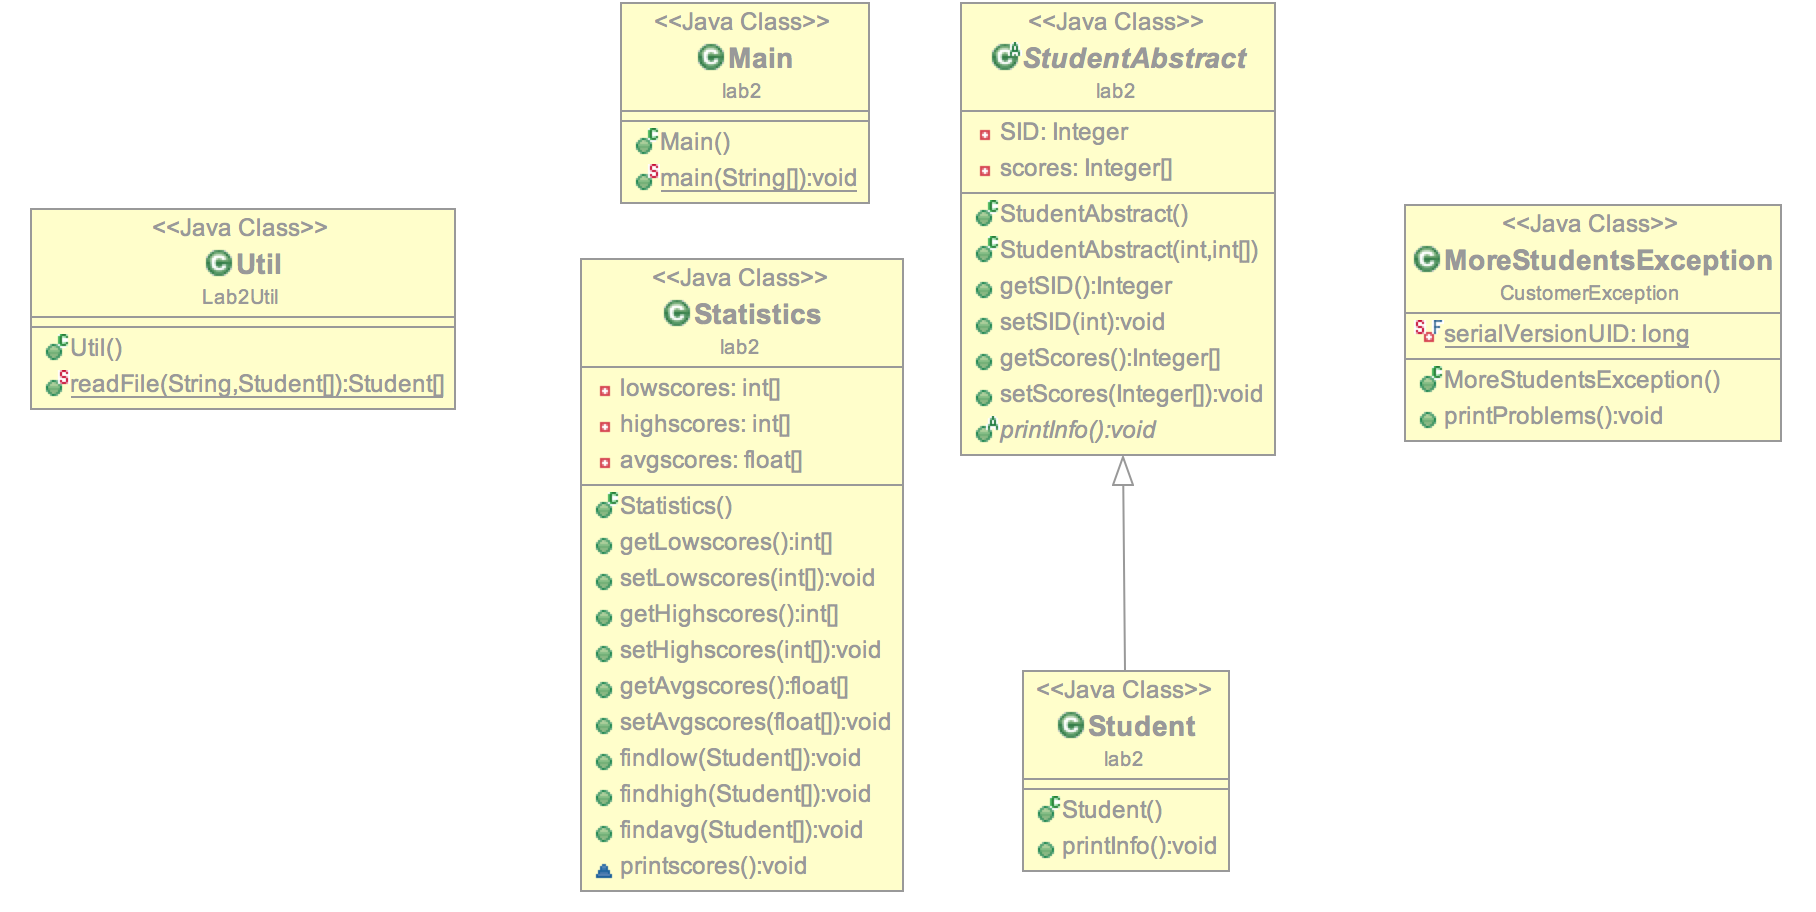 <<Java Class>>
Main
lab2
Main()
main(String[]):void
<<Java Class>>
StudentAbstract
lab2
SID: Integer
scores: Integer[]
StudentAbstract()
StudentAbstract(int,int[])
getSID():Integer
setSID(int):void
getScores():Integer[]
setScores(Integer[]):void
printInfo():void
<<Java Class>>
Util
Lab2Util
Util()
readFile(String,Student[]):Student[]
<<Java Class>>
Statistics
lab2
lowscores: int[]
highscores: int[]
avgscores: float[]
Statistics()
getLowscores():int[]
setLowscores(int[]):void
getHighscores():int[]
setHighscores(int[]):void
getAvgscores():float[]
setAvgscores(float[]):void
findlow(Student[]):void
findhigh(Student[]):void
findavg(Student[]):void
printscores():void
<<Java Class>>
MoreStudentsException
CustomerException
serialVersionUID: long
MoreStudentsException()
printProblems():void
<<Java Class>>
Student
lab2
Student()
printInfo():void